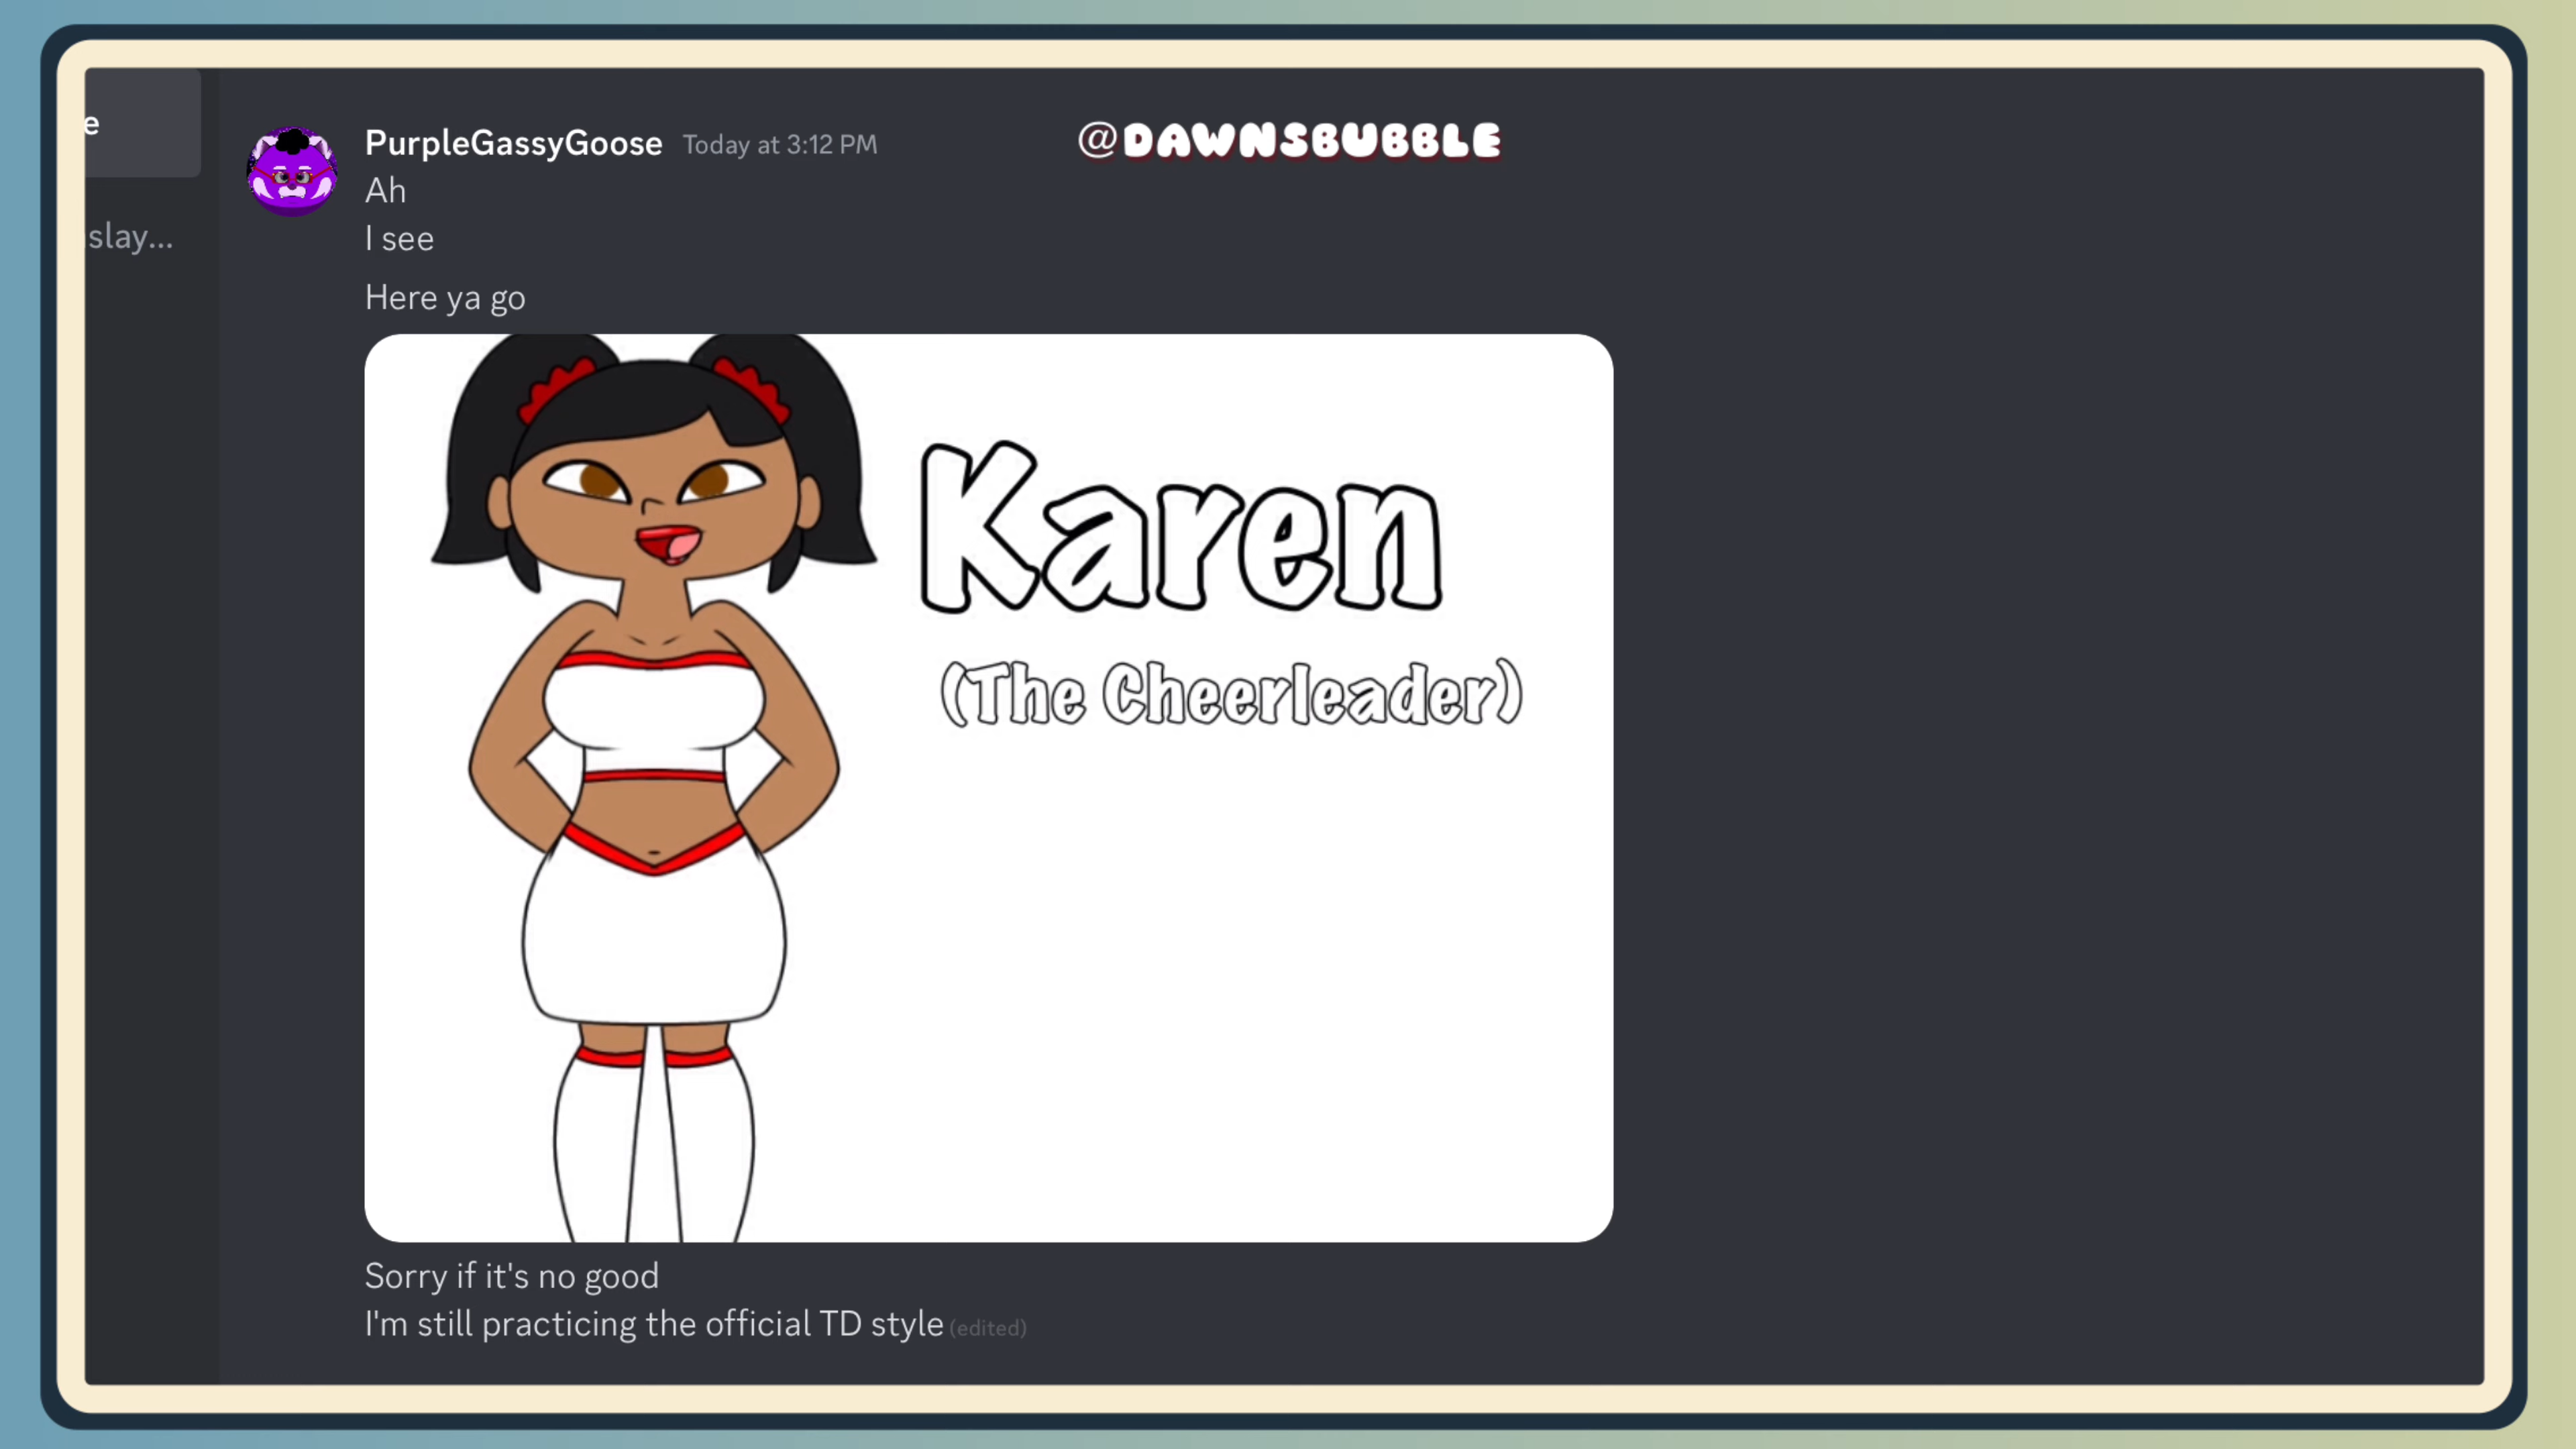 e
slay...
PurpleGassyGoose Today at 3:12 PM
@DAWNSBUBBLE
Ah
I see
Here ya go
Karen
(The Cheerleader)
Sorry if it's no good
I'm still practicing the official TD style (edited)